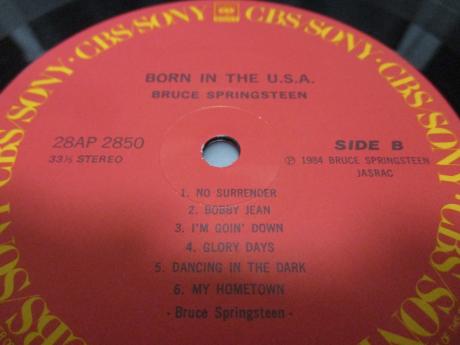 CBS/SONY · CBS/SONY · CBS/SONY · CBS/SONY
BORN IN THE U.S.A.
BRUCE SPRINGSTEEN
28AP 2850
33⅓ STEREO
SIDE B
Ⓟ 1984 BRUCE SPRINGSTEEN
JASRAC
1. NO SURRENDER
2. BOBBY JEAN
3. I'M GOIN' DOWN
4. GLORY DAYS
5. DANCING IN THE DARK
6. MY HOMETOWN
- Bruce Springsteen -